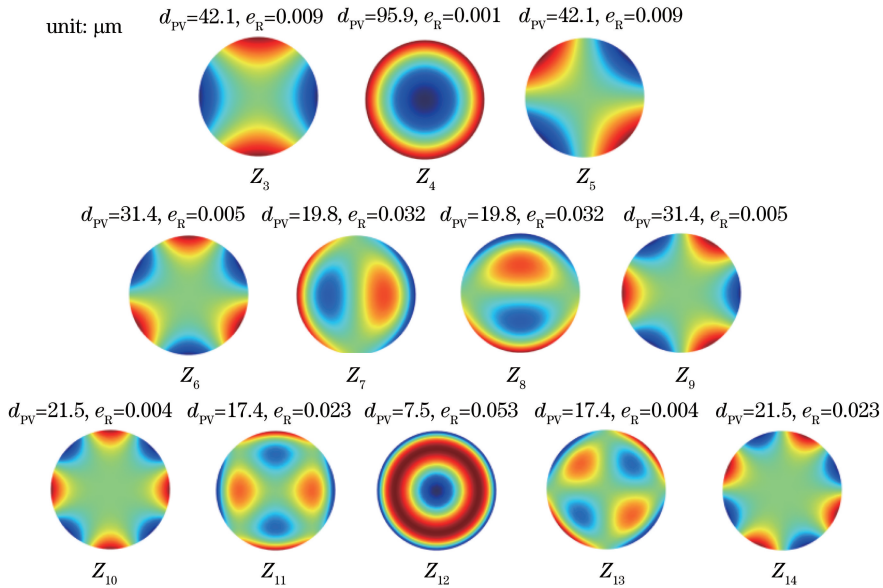 unit: μm
d_PV=42.1, e_R=0.009 d_PV=95.9, e_R=0.001 d_PV=42.1, e_R=0.009
Z_3 Z_4 Z_5
d_PV=31.4, e_R=0.005 d_PV=19.8, e_R=0.032 d_PV=19.8, e_R=0.032 d_PV=31.4, e_R=0.005
Z_6 Z_7 Z_8 Z_9
d_PV=21.5, e_R=0.004 d_PV=17.4, e_R=0.023 d_PV=7.5, e_R=0.053 d_PV=17.4, e_R=0.004 d_PV=21.5, e_R=0.023
Z_10 Z_11 Z_12 Z_13 Z_14